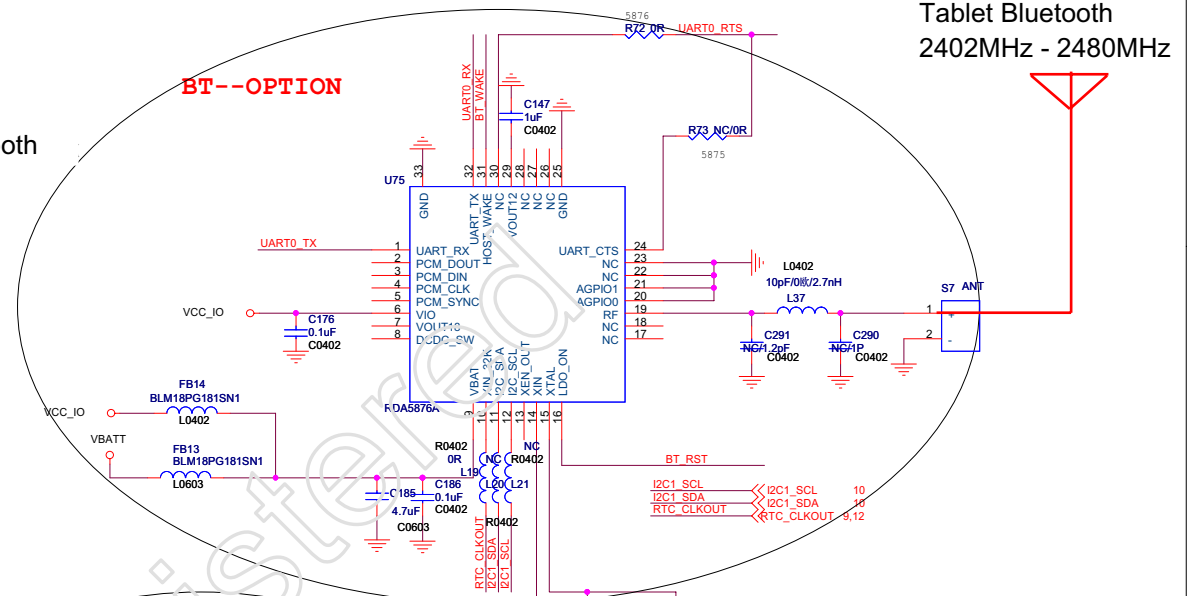 Tablet Bluetooth
2402MHz - 2480MHz
oth
BT--OPTION
5876
R72 0R
UART0_RTS
UART0_RX
BT_WAKE
C147
1uF
C0402
R73 NC/0R
5875
U75
33
32
31
30
29
28
27
26
25
GND
UART_TX
HOST_WAKE
NC
VOUT12
NC
NC
NC
GND
UART0_TX
1
2
3
4
5
6
7
8
UART_RX
PCM_DOUT
PCM_DIN
PCM_CLK
PCM_SYNC
VIO
VOUT18
DCDC_SW
UART_CTS
NC
NC
AGPIO1
AGPIO0
RF
NC
NC
24
23
22
21
20
19
18
17
VCC_IO
C176
0.1uF
C0402
L0402
10pF/0欧/2.7nH
L37
S7 ANT
1
2
+
-
C291
NC/1.2pF
C0402
C290
NC/1P
C0402
VBAT
XIN_32K
I2C_SDA
I2C_SCL
XEN_OUT
XIN
XTAL
LDO_ON
RDA5876A
9
10
11
12
13
14
15
16
FB14
BLM18PG181SN1
L0402
VCC_IO
VBATT
FB13
BLM18PG181SN1
L0603
R0402
0R
L19
NC
L20
R0402
L21
NC
R0402
C185
4.7uF
C0603
C186
0.1uF
C0402
RTC_CLKOUT
I2C1_SDA
I2C1_SCL
BT_RST
I2C1_SCL
I2C1_SDA
RTC_CLKOUT
I2C1_SCL 10
I2C1_SDA 10
RTC_CLKOUT 9,12
istered